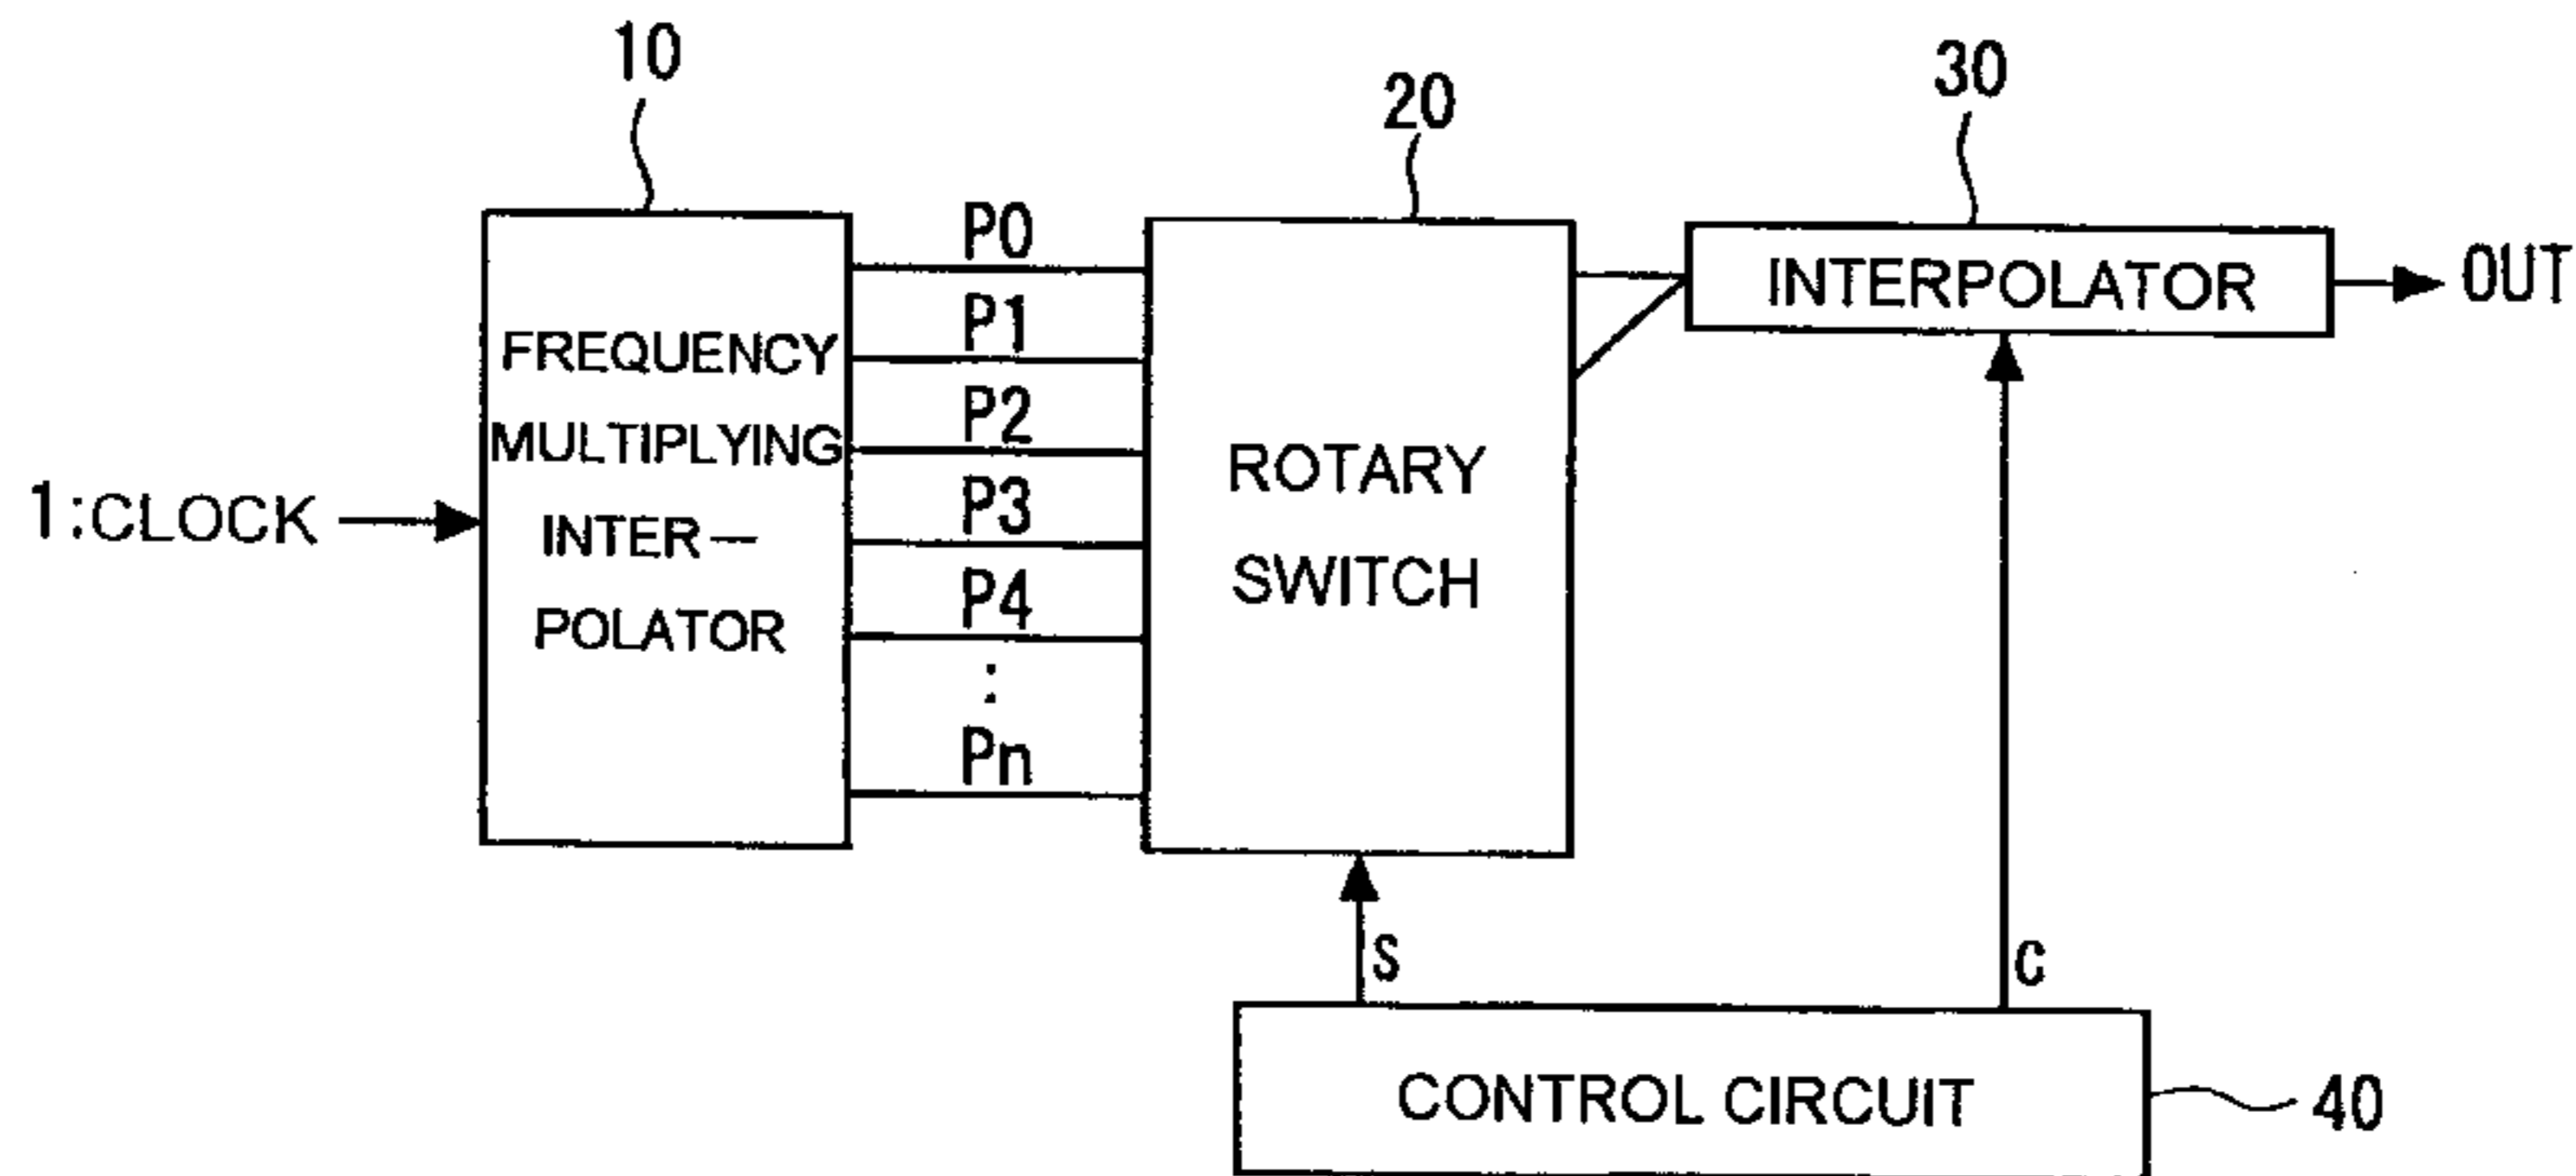 10
20
30
P0
P1
P2
P3
P4
:
Pn
FREQUENCY
MULTIPLYING
INTER—
POLATOR
1:CLOCK
ROTARY
SWITCH
INTERPOLATOR
OUT
S
C
CONTROL CIRCUIT
40